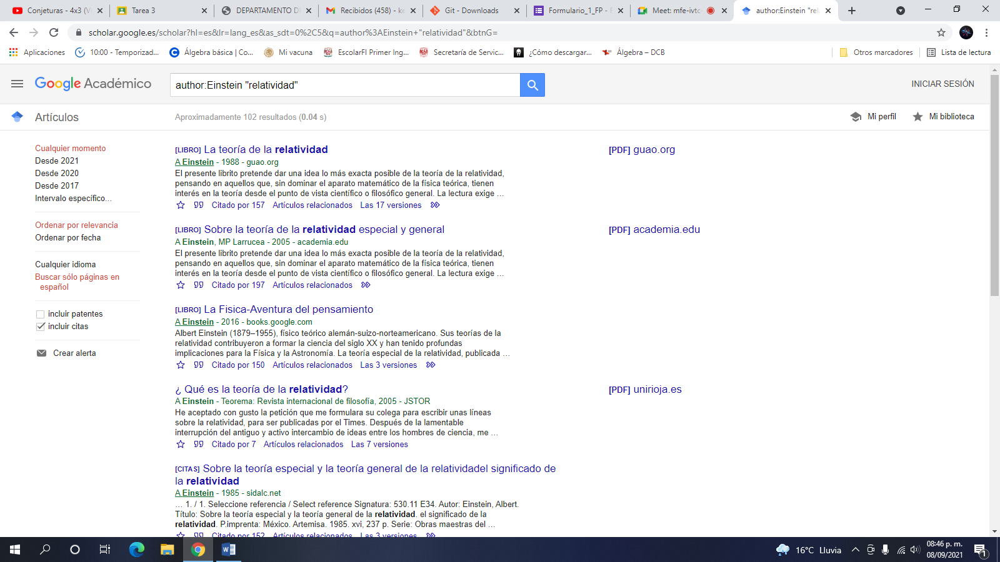 Conjeturas - 4x3 (V
Tarea 3
DEPARTAMENTO D
Recibidos (458) - ke
Git - Downloads
Formulario_1_FP - F
Meet: mfe-ivtc-
author:Einstein "rel
scholar.google.es/scholar?hl=es&lr=lang_es&as_sdt=0%2C5&q=author%3AEinstein+"relatividad"&btnG=
Aplicaciones
10:00 - Temporizad...
Álgebra básica | Co...
Mi vacuna
EscolarFI Primer Ing...
Secretaría de Servic...
¿Cómo descargar...
Álgebra – DCB
Otros marcadores
Lista de lectura
Google Académico
author:Einstein "relatividad"
INICIAR SESIÓN
Artículos
Aproximadamente 102 resultados (0.04 s)
Mi perfil
Mi biblioteca
Cualquier momento
Desde 2021
Desde 2020
Desde 2017
Intervalo específico...
Ordenar por relevancia
Ordenar por fecha
Cualquier idioma
Buscar sólo páginas en
español
incluir patentes
incluir citas
Crear alerta
[LIBRO] La teoría de la relatividad
A Einstein - 1988 - guao.org
El presente librito pretende dar una idea lo más exacta posible de la teoría de la relatividad,
pensando en aquellos que, sin dominar el aparato matemático de la física teórica, tienen
interés en la teoría desde el punto de vista científico o filosófico general. La lectura exige …
Citado por 157 Artículos relacionados Las 17 versiones
[PDF] guao.org
[LIBRO] Sobre la teoría de la relatividad especial y general
A Einstein, MP Larrucea - 2005 - academia.edu
El presente librito pretende dar una idea lo más exacta posible de la teoría de la relatividad,
pensando en aquellos que, sin dominar el aparato matemático de la física teórica, tienen
interés en la teoría desde el punto de vista científico o filosófico general. La lectura exige …
Citado por 197 Artículos relacionados
[PDF] academia.edu
[LIBRO] La Fisica-Aventura del pensamiento
A Einstein - 2016 - books.google.com
Albert Einstein (1879–1955), físico teórico alemán-suizo-norteamericano. Sus teorías de la
relatividad contribuyeron a formar la ciencia del siglo XX y han tenido profundas
implicaciones para la Física y la Astronomía. La teoría especial de la relatividad, publicada …
Citado por 150 Artículos relacionados Las 3 versiones
¿ Qué es la teoría de la relatividad?
A Einstein - Teorema: Revista internacional de filosofía, 2005 - JSTOR
He aceptado con gusto la petición que me formulara su colega para escribir unas líneas
sobre la relatividad, para ser publicadas por el Times. Después de la lamentable
interrupción del antiguo y activo intercambio de ideas entre los hombres de ciencia, me …
Citado por 7 Artículos relacionados Las 7 versiones
[PDF] unirioja.es
[CITAS] Sobre la teoría especial y la teoría general de la relatividadel significado de
la relatividad
A Einstein - 1985 - sidalc.net
… 1. / 1. Seleccione referencia / Select reference Signatura: 530.11 E34. Autor: Einstein, Albert.
Título: Sobre la teoría especial y la teoría general de la relatividad. el significado de la
relatividad. P.imprenta: México. Artemisa. 1985. xvi, 237 p. Serie: Obras maestras del …
Citado por 152 Artículos relacionados Las 3 versiones
16°C Lluvia
08:46 p. m.
08/09/2021
1